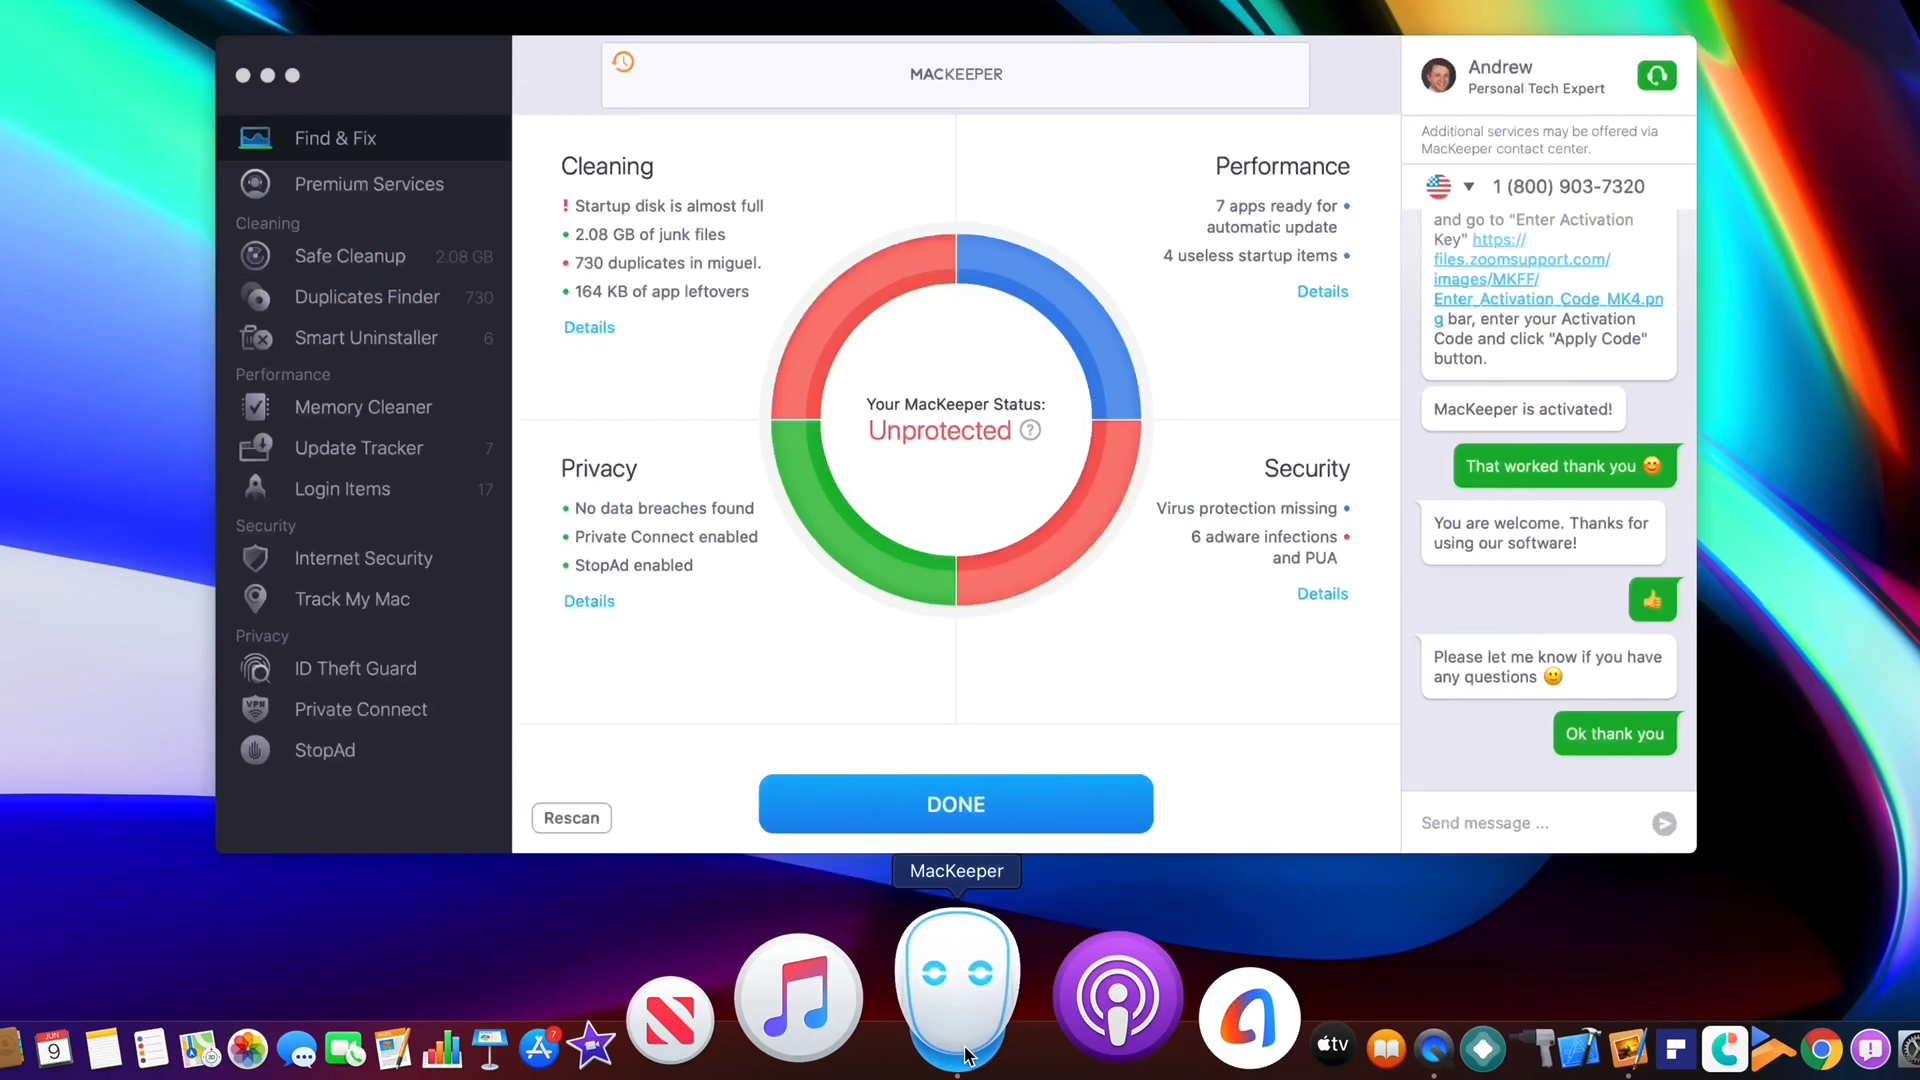 MACKEEPER
Find & Fix
Premium Services
Cleaning
Safe Cleanup 2.08 GB
Duplicates Finder 730
Smart Uninstaller 6
Performance
Memory Cleaner
Update Tracker 7
Login Items 17
Security
Internet Security
Track My Mac
Privacy
ID Theft Guard
Private Connect
StopAd
Cleaning
! Startup disk is almost full
• 2.08 GB of junk files
• 730 duplicates in miguel.
• 164 KB of app leftovers
Details
Performance
7 apps ready for •
automatic update
4 useless startup items •
Details
Your MacKeeper Status:
Unprotected ?
Privacy
• No data breaches found
• Private Connect enabled
• StopAd enabled
Details
Security
Virus protection missing •
6 adware infections •
and PUA
Details
Rescan
DONE
Andrew
Personal Tech Expert
Additional services may be offered via
MacKeeper contact center.
1 (800) 903-7320
and go to "Enter Activation
Key" https://
files.zoomsupport.com/
images/MKFF/
Enter_Activation_Code_MK4.pn
g bar, enter your Activation
Code and click "Apply Code"
button.
MacKeeper is activated!
That worked thank you 😊
You are welcome. Thanks for
using our software!
👍
Please let me know if you have
any questions 🙂
Ok thank you
Send message ...
MacKeeper
VPN
JUN
9
7
tv